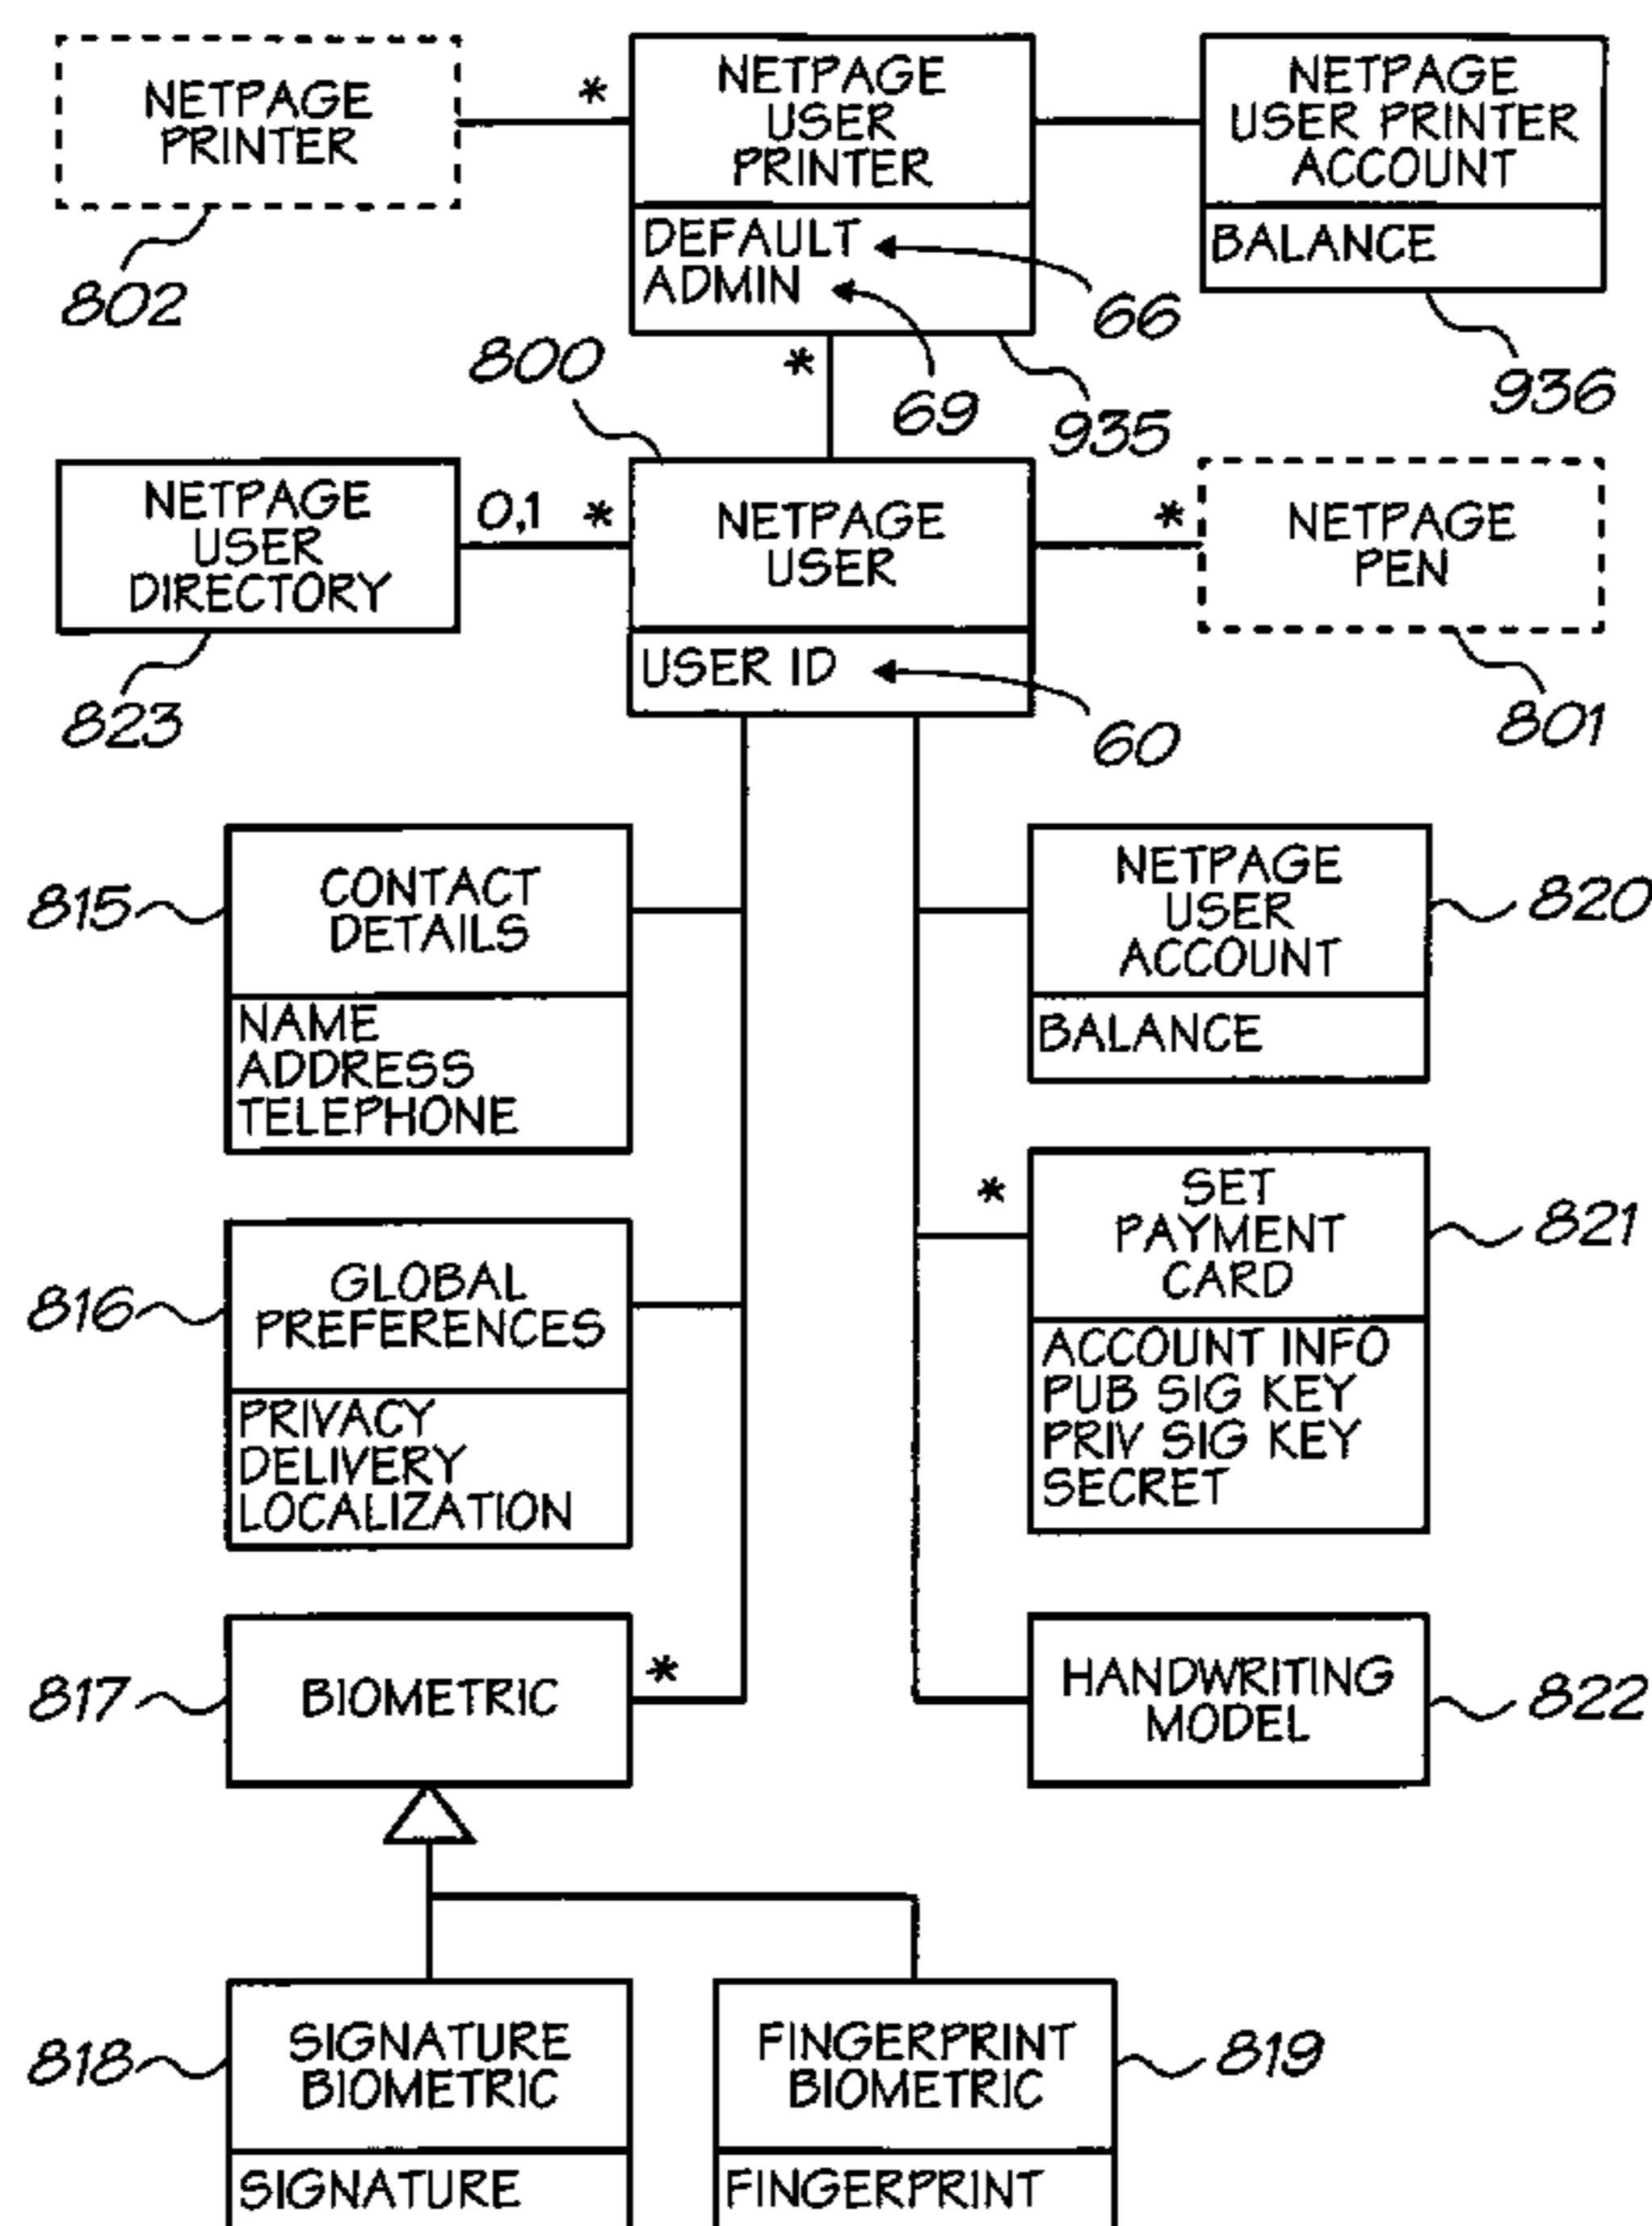 NETPAGE
PRINTER
802
*
NETPAGE
USER
PRINTER
DEFAULT
ADMIN
66
69
935
*
NETPAGE
USER PRINTER
ACCOUNT
BALANCE
936
800
NETPAGE
USER
DIRECTORY
823
0,1 *
NETPAGE
USER
USER ID
60
*
NETPAGE
PEN
801
815
CONTACT
DETAILS
NAME
ADDRESS
TELEPHONE
NETPAGE
USER
ACCOUNT
BALANCE
820
816
GLOBAL
PREFERENCES
PRIVACY
DELIVERY
LOCALIZATION
*
SET
PAYMENT
CARD
ACCOUNT INFO
PUB SIG KEY
PRIV SIG KEY
SECRET
821
817
BIOMETRIC
*
HANDWRITING
MODEL
822
818
SIGNATURE
BIOMETRIC
SIGNATURE
FINGERPRINT
BIOMETRIC
FINGERPRINT
819